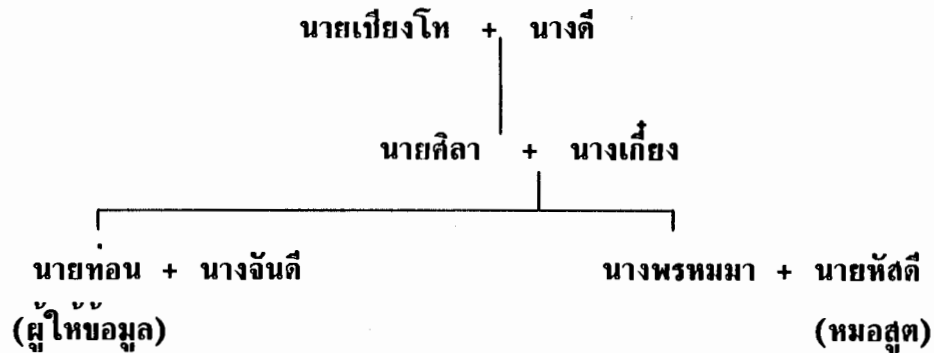 นายเซียงโท + นางดี
นายศิลา + นางเกี๋ยง
นายท่อน + นางจันดี นางพรหมมา + นายหัสดี
(ผู้ให้ข้อมูล) (หมอสูต)